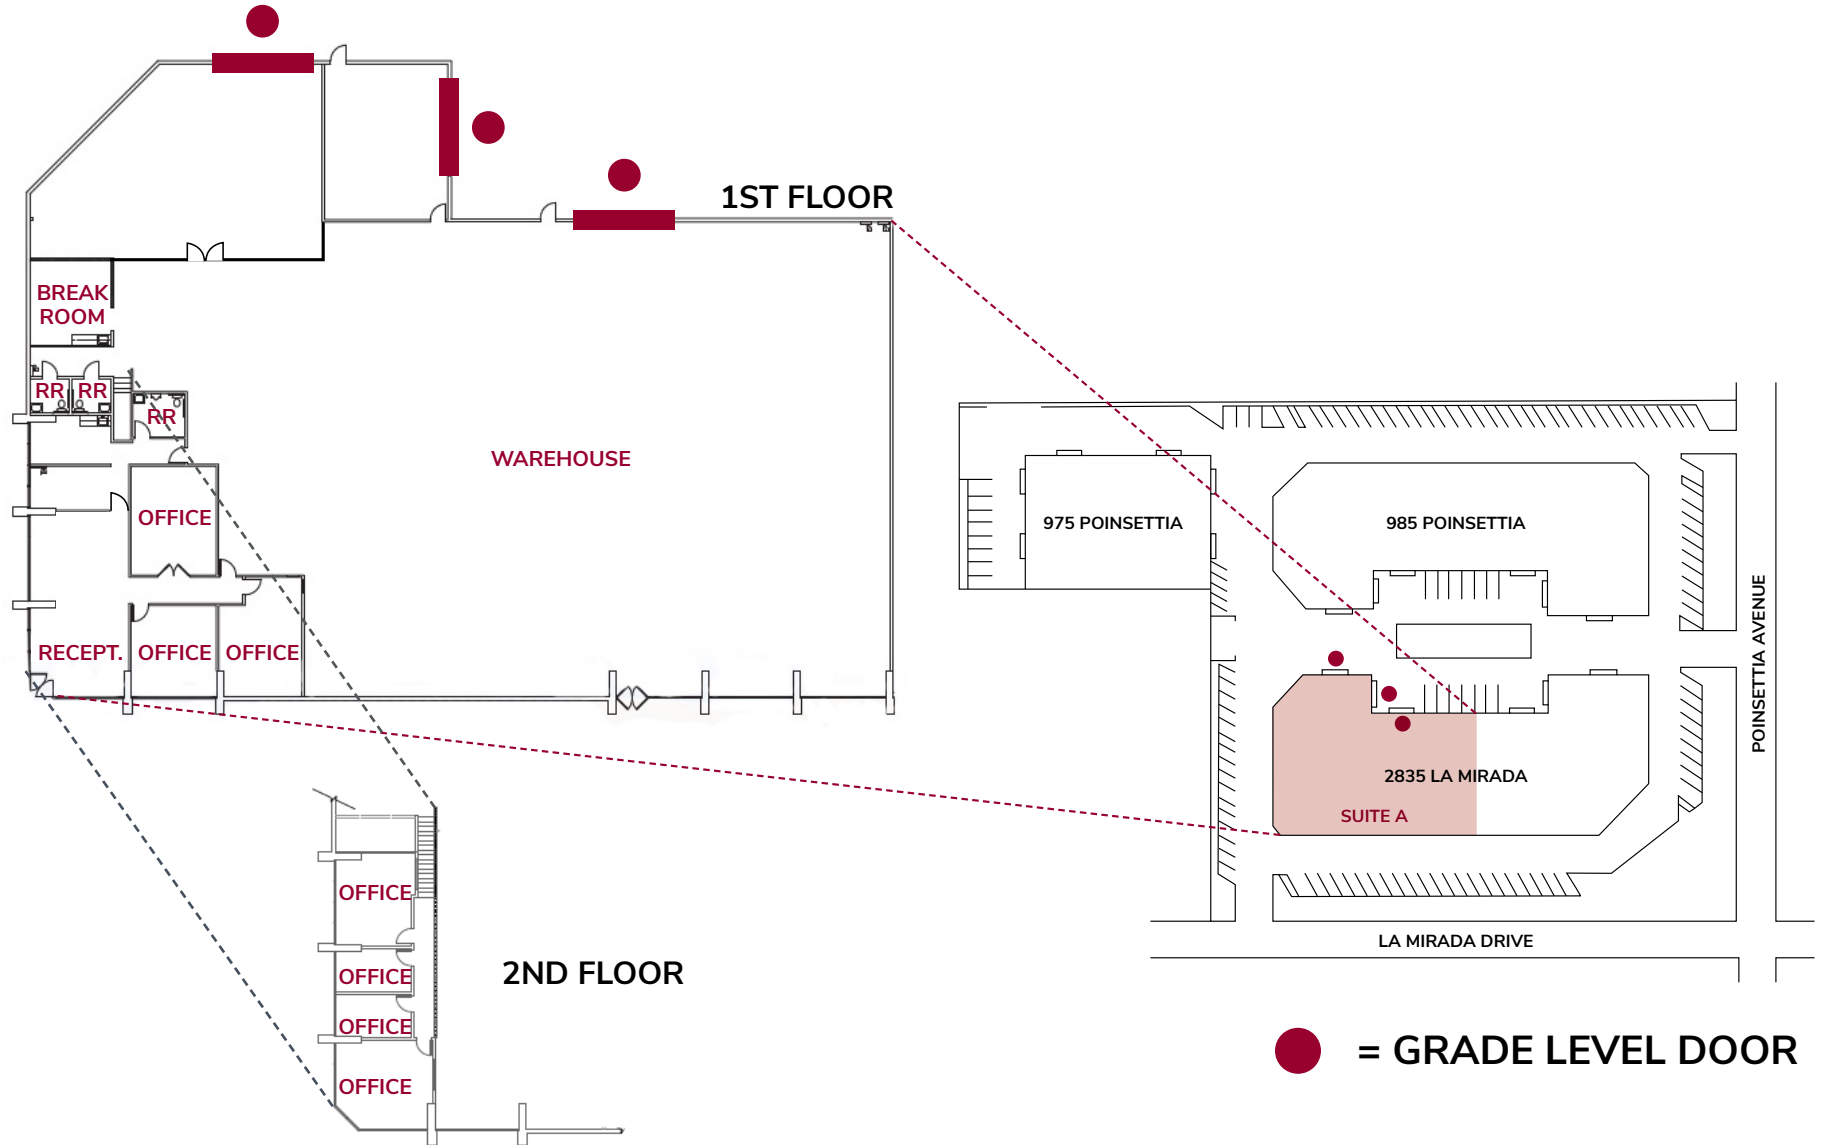 1ST FLOOR
BREAK
ROOM
RR
RR
RR
WAREHOUSE
OFFICE
RECEPT.
OFFICE
OFFICE
975 POINSETTIA
985 POINSETTIA
POINSETTIA AVENUE
2835 LA MIRADA
SUITE A
LA MIRADA DRIVE
OFFICE
OFFICE
OFFICE
OFFICE
2ND FLOOR
= GRADE LEVEL DOOR